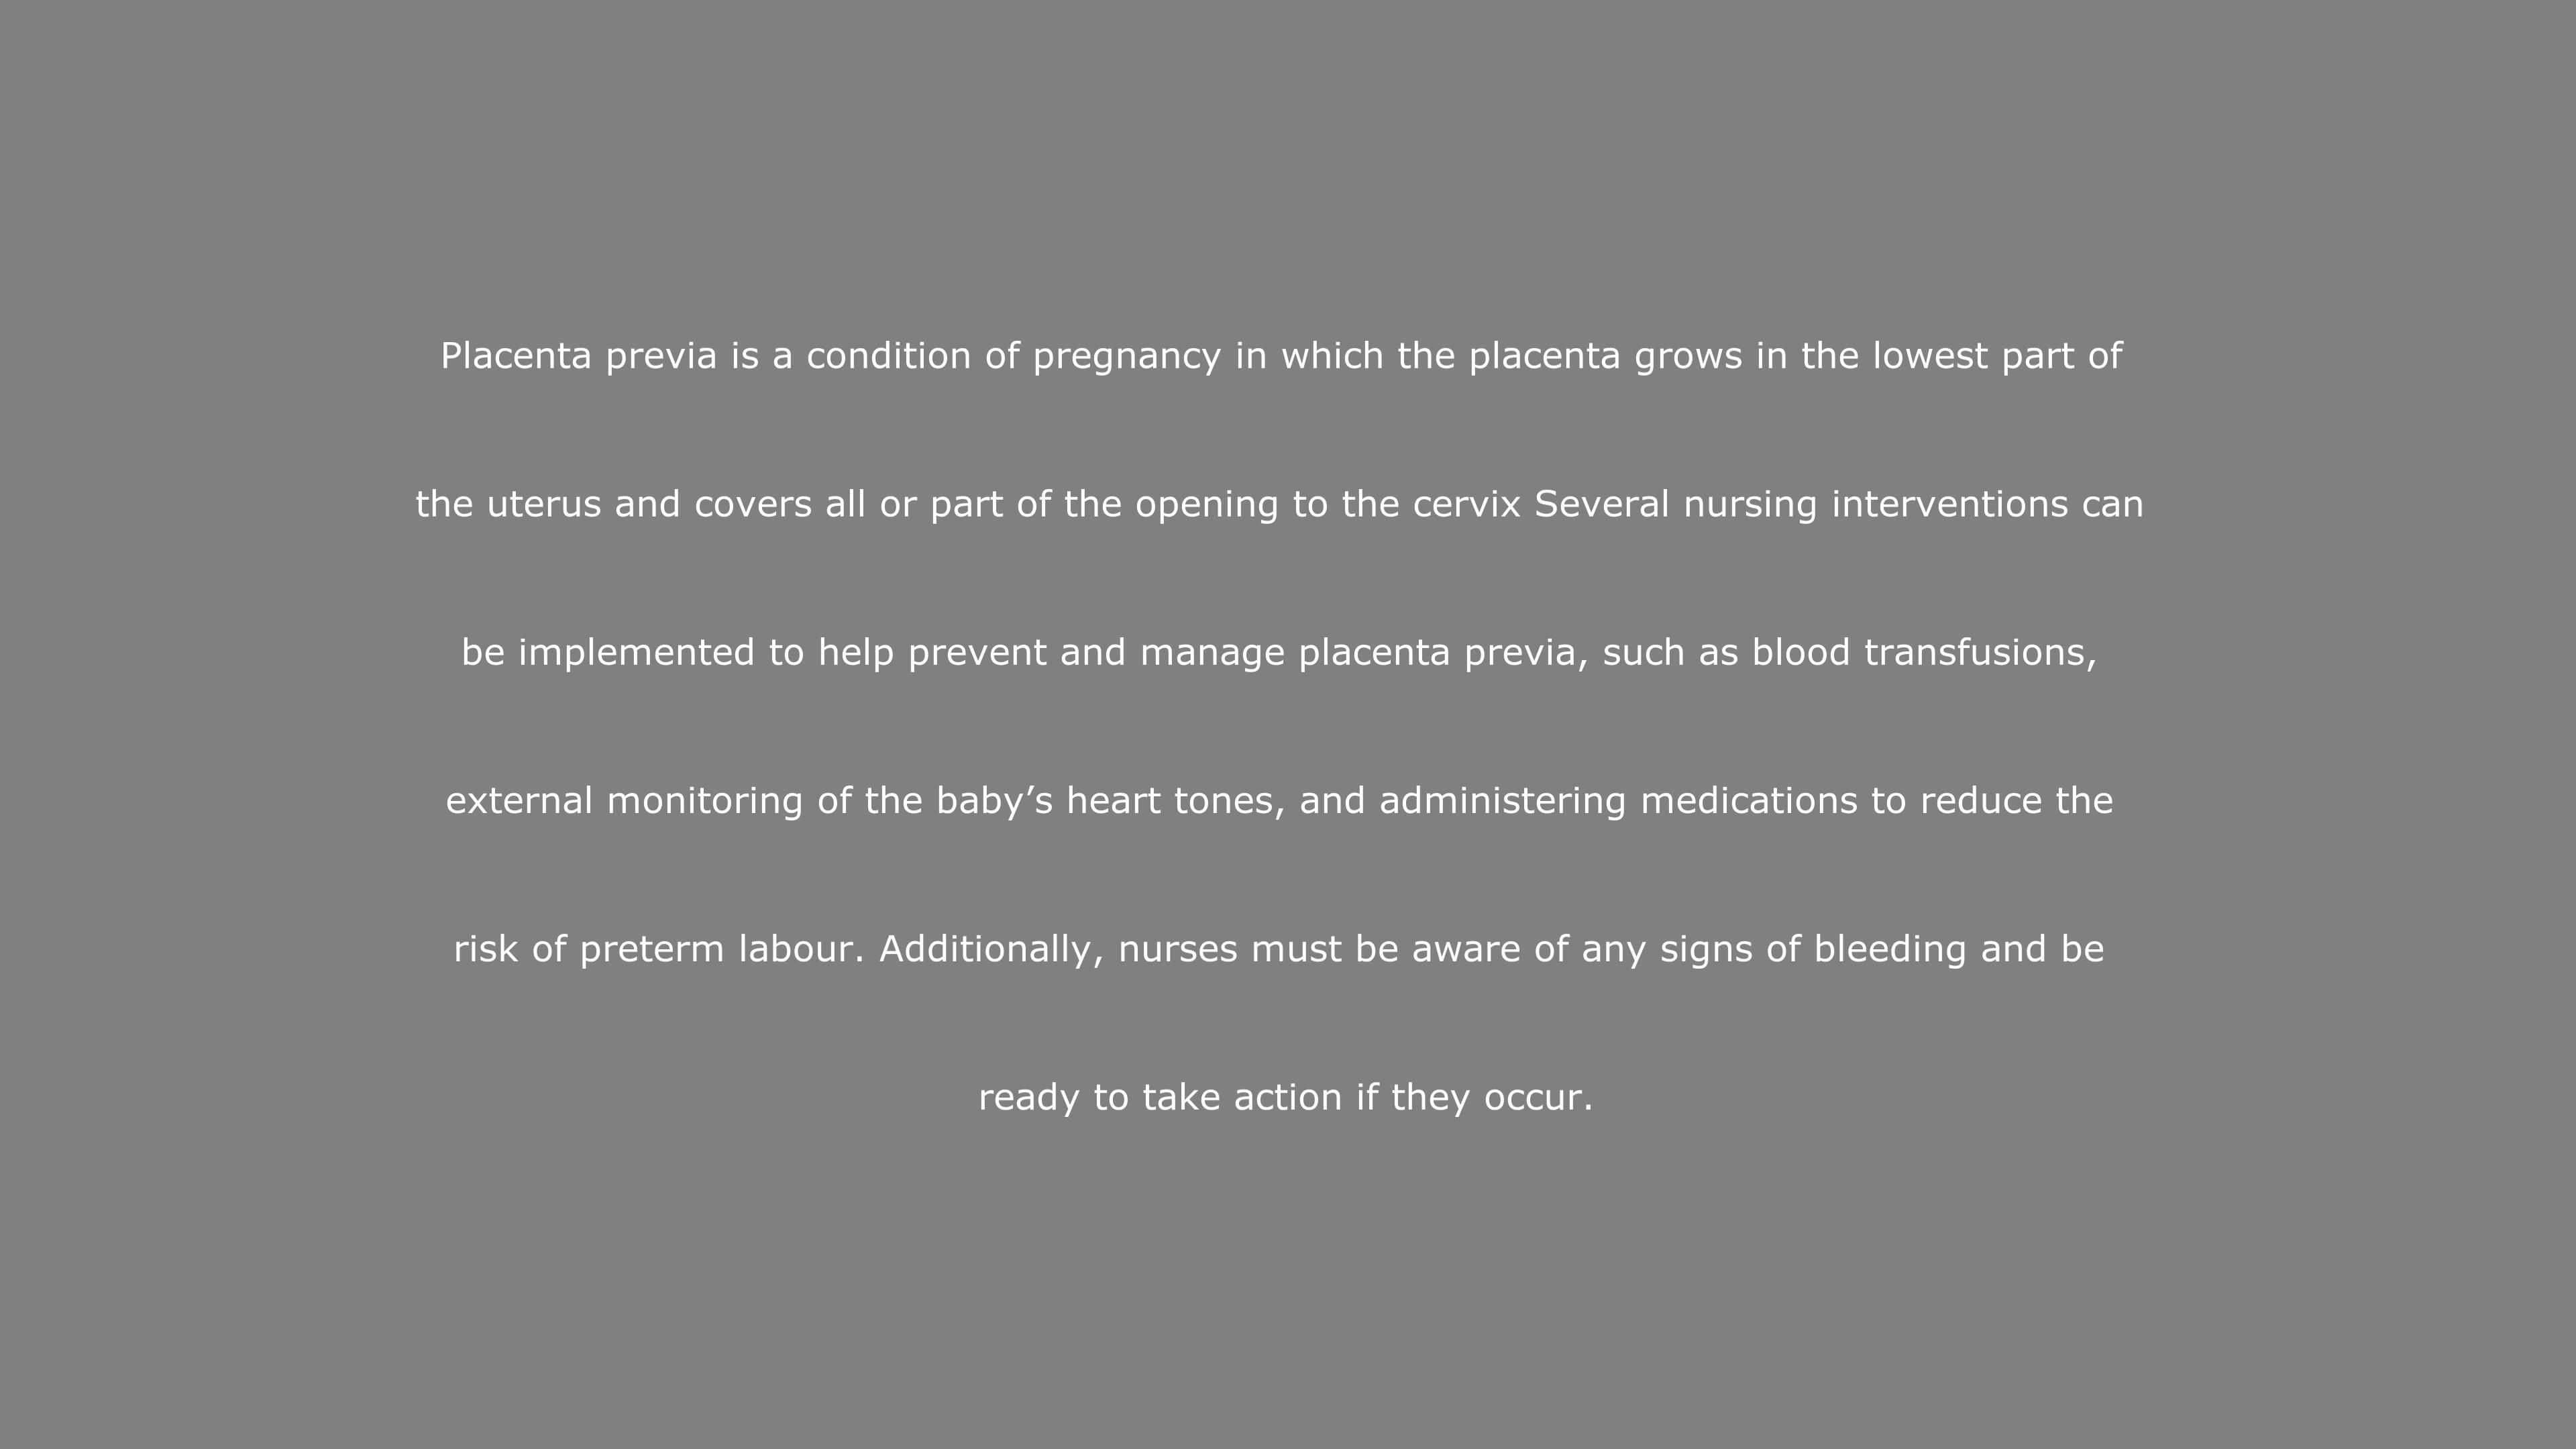 Placenta previa is a condition of pregnancy in which the placenta grows in the lowest part of
the uterus and covers all or part of the opening to the cervix Several nursing interventions can
be implemented to help prevent and manage placenta previa, such as blood transfusions,
external monitoring of the baby’s heart tones, and administering medications to reduce the
risk of preterm labour. Additionally, nurses must be aware of any signs of bleeding and be
ready to take action if they occur.